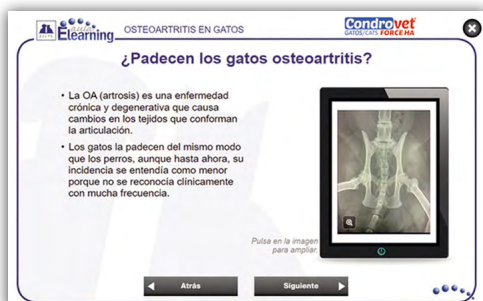 aula
Elearning
OSTEOARTRITIS EN GATOS
Condrovet
GATOS/CATS FORCE HA
¿Padecen los gatos osteoartritis?
• La OA (artrosis) es una enfermedad
crónica y degenerativa que causa
cambios en los tejidos que conforman
la articulación.
• Los gatos la padecen del mismo modo
que los perros, aunque hasta ahora, su
incidencia se entendía como menor
porque no se reconocía clínicamente
con mucha frecuencia.
Pulsa en la imagen
para ampliar.
Atrás
Siguiente